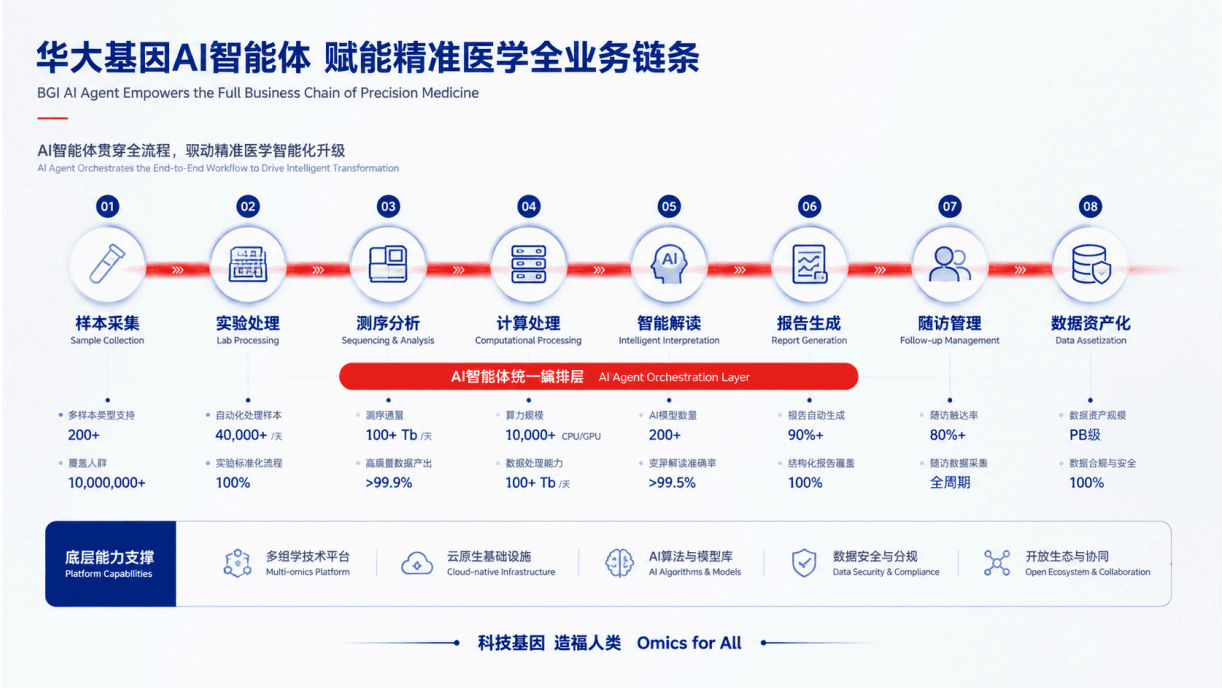 华大基因AI智能体 赋能精准医学全业务链条
BGI AI Agent Empowers the Full Business Chain of Precision Medicine
AI智能体贯穿全流程，驱动精准医学智能化升级
AI Agent Orchestrates the End-to-End Workflow to Drive Intelligent Transformation
01
样本采集
Sample Collection
02
实验处理
Lab Processing
03
测序分析
Sequencing & Analysis
04
计算处理
Computational Processing
05
AI
智能解读
Intelligent Interpretation
06
报告生成
Report Generation
07
随访管理
Follow-up Management
08
数据资产化
Data Assetization
AI智能体统一编排层 AI Agent Orchestration Layer
多样本类型支持
200+
覆盖人群
10,000,000+
自动化处理样本
40,000+ /天
实验标准化流程
100%
测序通量
100+ Tb /天
高质量数据产出
>99.9%
算力规模
10,000+ CPU/GPU
数据处理能力
100+ Tb /天
AI模型数量
200+
变异解读准确率
>99.5%
报告自动生成
90%+
结构化报告覆盖
100%
随访触达率
80%+
随访数据采集
全周期
数据资产规模
PB级
数据合规与安全
100%
底层能力支撑
Platform Capabilities
多组学技术平台
Multi-omics Platform
云原生基础设施
Cloud-native Infrastructure
AI算法与模型库
AI Algorithms & Models
数据安全与分规
Data Security & Compliance
开放生态与协同
Open Ecosystem & Collaboration
科技基因 造福人类 Omics for All